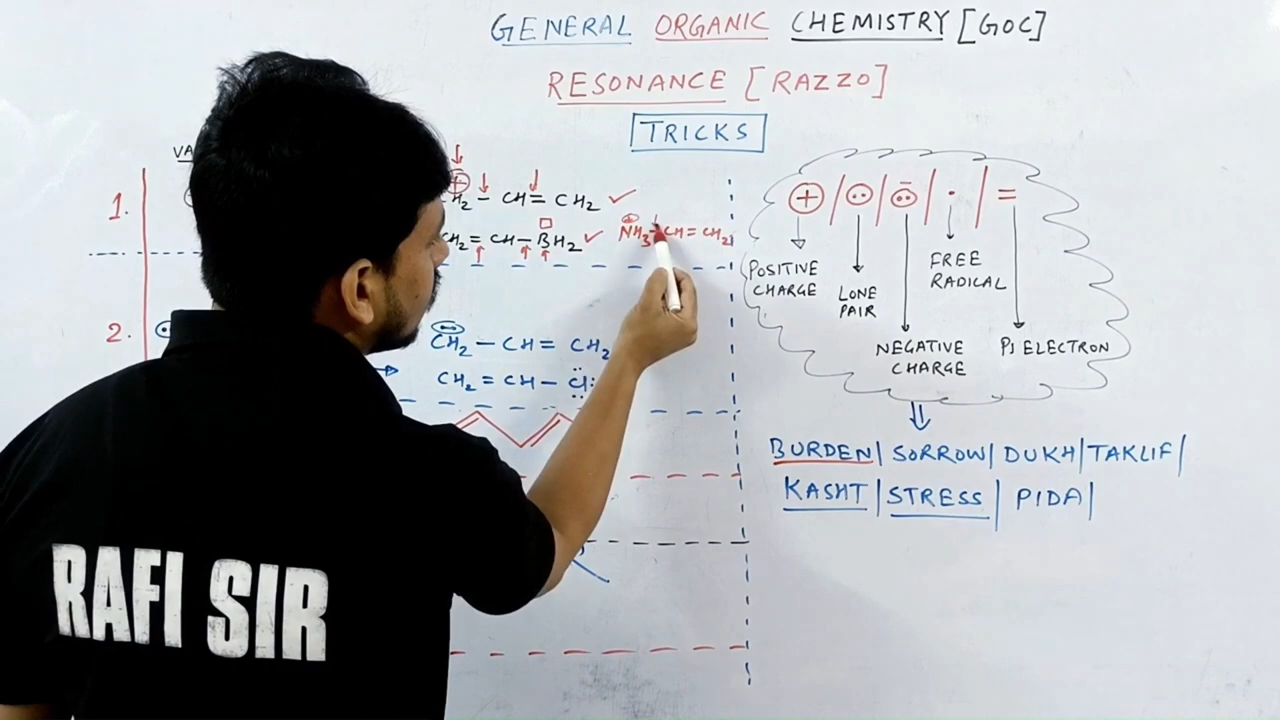 GENERAL ORGANIC CHEMISTRY [GOC]
RESONANCE [RAZZO]
TRICKS
VA
1.
⊕
H₂ – CH = CH₂ ✓
CH₂ = CH – BH₂ ✓
⊕
NH₃ – CH = CH₂
2.
CH₂ – CH = CH₂
CH₂ = CH – Cl:
⊕ / ·· / ·· / · / =
POSITIVE CHARGE
LONE PAIR
NEGATIVE CHARGE
FREE RADICAL
Pi ELECTRON
BURDEN | SORROW | DUKH | TAKLIF |
KASHT | STRESS | PIDA |
RAFI SIR